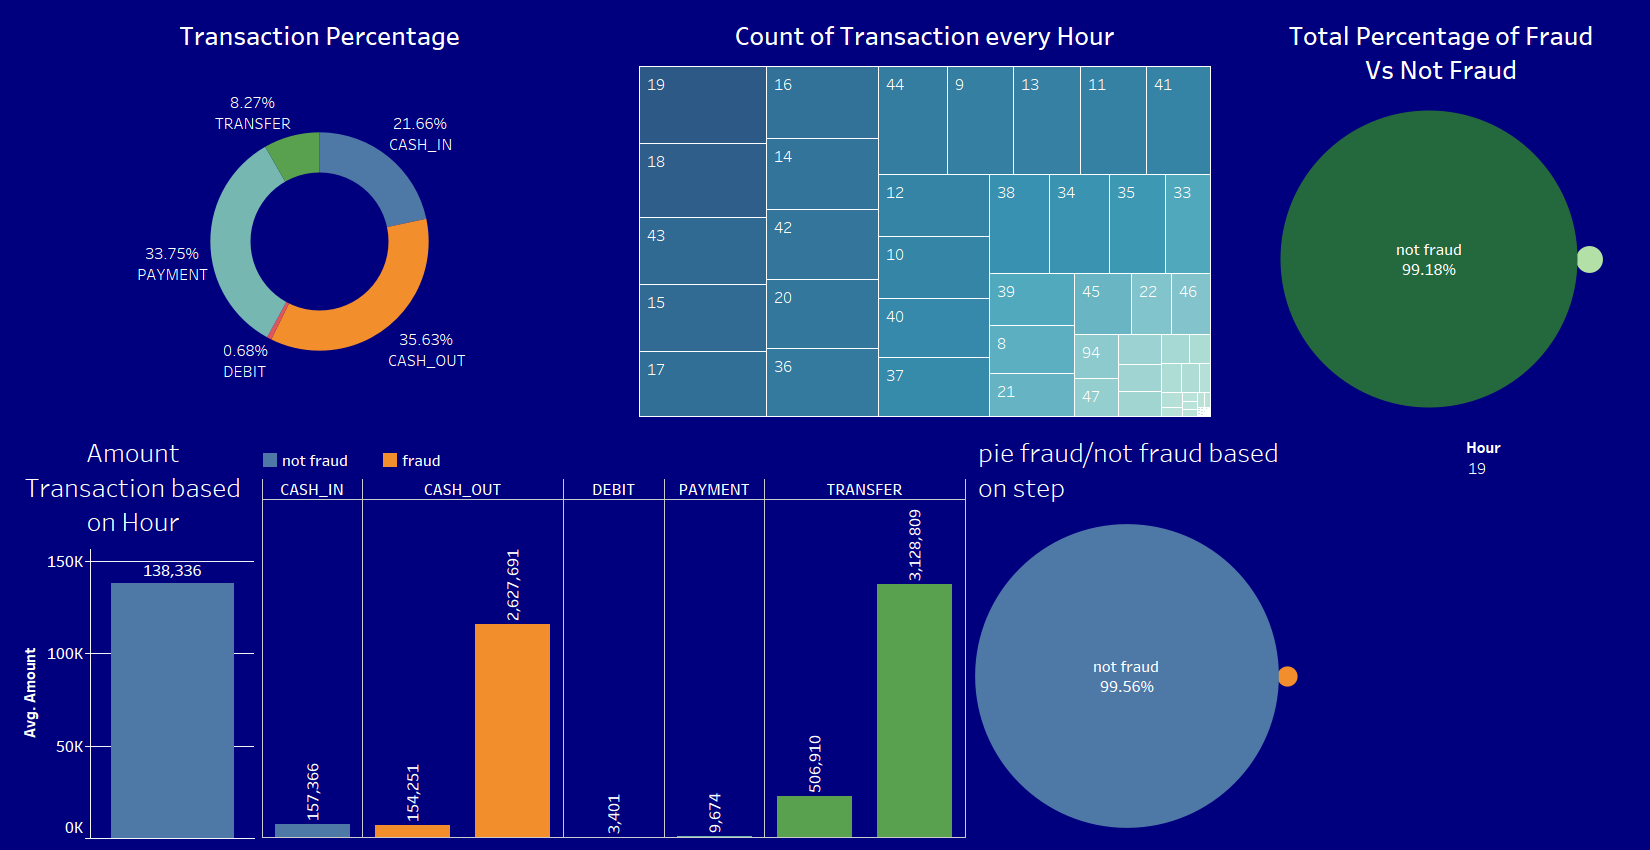 Transaction Percentage
8.27%
TRANSFER
21.66%
CASH_IN
33.75%
PAYMENT
0.68%
DEBIT
35.63%
CASH_OUT
Count of Transaction every Hour
19
18
43
15
17
16
14
42
20
36
44
9
13
11
41
12
10
40
37
38
34
35
33
39
8
21
45
22
46
94
47
Total Percentage of Fraud
Vs Not Fraud
not fraud
99.18%
Amount
Transaction based
on Hour
Avg. Amount
150K
100K
50K
0K
138,336
not fraud
fraud
CASH_IN
CASH_OUT
DEBIT
PAYMENT
TRANSFER
157,366
154,251
2,627,691
3,401
9,674
506,910
3,128,809
pie fraud/not fraud based
on step
not fraud
99.56%
Hour
19